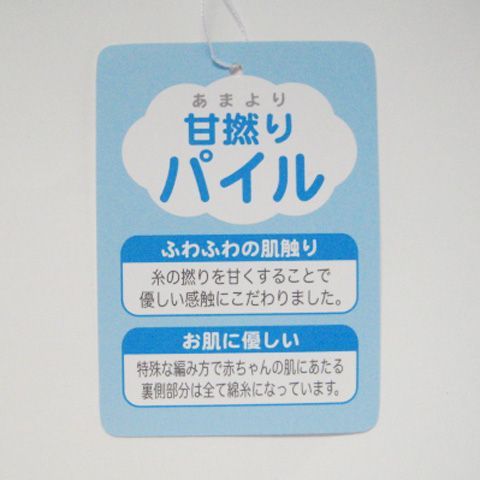 あまより
甘撚り
パイル
ふわふわの肌触り
糸の撚りを甘くすることで
優しい感触にこだわりました。
お肌に優しい
特殊な編み方で赤ちゃんの肌にあたる
裏側部分は全て綿糸になっています。